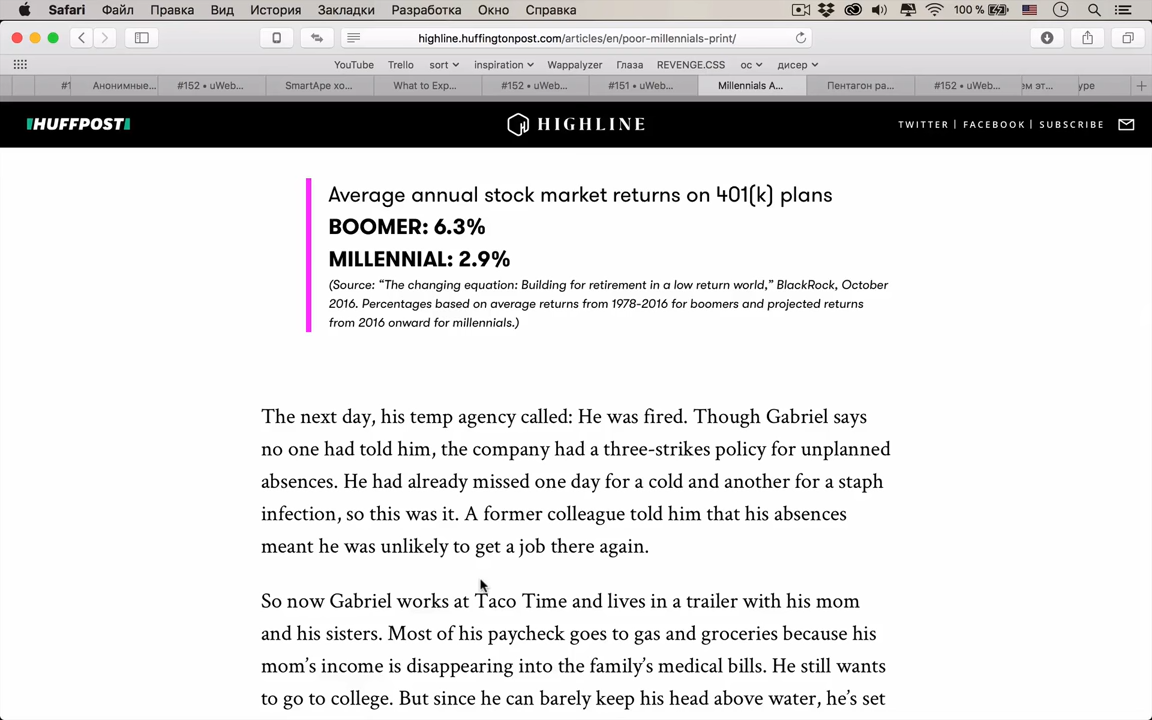 Safari Файл Правка Вид История Закладки Разработка Окно Справка 100 %
highline.huffingtonpost.com/articles/en/poor-millennials-print/
YouTube Trello sort inspiration Wappalyzer Глаза REVENGE.CSS ос дисер
#1 Анонимные... #152 • uWeb... SmartApe хо... What to Exp... #152 • uWeb... #151 • uWeb... Millennials A... Пентагон ра... #152 • uWeb... ем эт... ype
HUFFPOST HIGHLINE TWITTER | FACEBOOK | SUBSCRIBE
Average annual stock market returns on 401(k) plans
BOOMER: 6.3%
MILLENNIAL: 2.9%
(Source: “The changing equation: Building for retirement in a low return world,” BlackRock, October
2016. Percentages based on average returns from 1978-2016 for boomers and projected returns
from 2016 onward for millennials.)
The next day, his temp agency called: He was fired. Though Gabriel says
no one had told him, the company had a three-strikes policy for unplanned
absences. He had already missed one day for a cold and another for a staph
infection, so this was it. A former colleague told him that his absences
meant he was unlikely to get a job there again.
So now Gabriel works at Taco Time and lives in a trailer with his mom
and his sisters. Most of his paycheck goes to gas and groceries because his
mom’s income is disappearing into the family’s medical bills. He still wants
to go to college. But since he can barely keep his head above water, he’s set